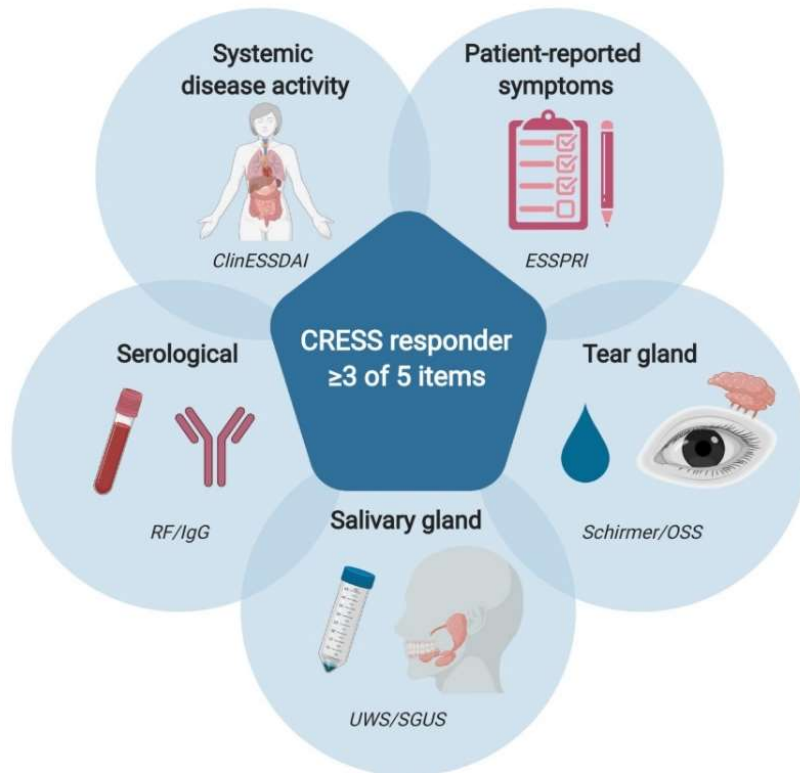 Systemic
disease activity
ClinESSDAI
Patient-reported
symptoms
ESSPRI
CRESS responder
≥3 of 5 items
Serological
RF/IgG
Tear gland
Schirmer/OSS
Salivary gland
UWS/SGUS